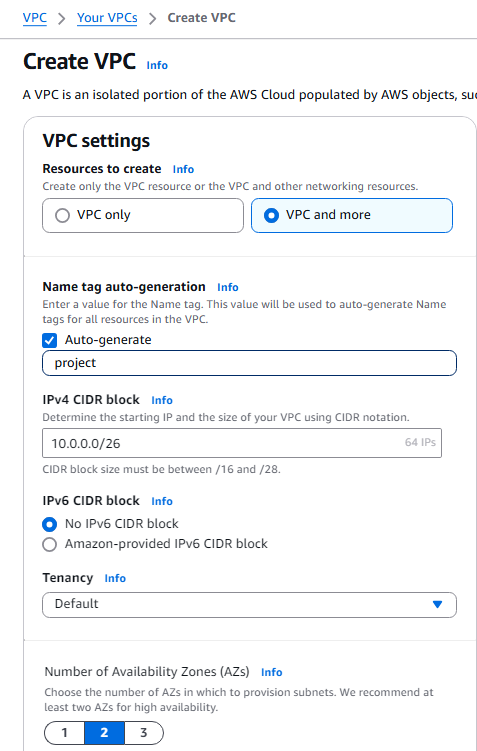 VPC > Your VPCs > Create VPC
Create VPC Info
A VPC is an isolated portion of the AWS Cloud populated by AWS objects,
VPC settings
Resources to create Info
Create only the VPC resource or the VPC and other networking resources.
VPC only
VPC and more
Name tag auto-generation Info
Enter a value for the Name tag. This value will be used to auto-generate Name
tags for all resources in the VPC.
Auto-generate
project
IPv4 CIDR block Info
Determine the starting IP and the size of your VPC using CIDR notation.
10.0.0.0/26 64 IPs
CIDR block size must be between /16 and /28.
IPv6 CIDR block Info
No IPv6 CIDR block
Amazon-provided IPv6 CIDR block
Tenancy Info
Default
Number of Availability Zones (AZs) Info
Choose the number of AZs in which to provision subnets. We recommend at
least two AZs for high availability.
1 2 3